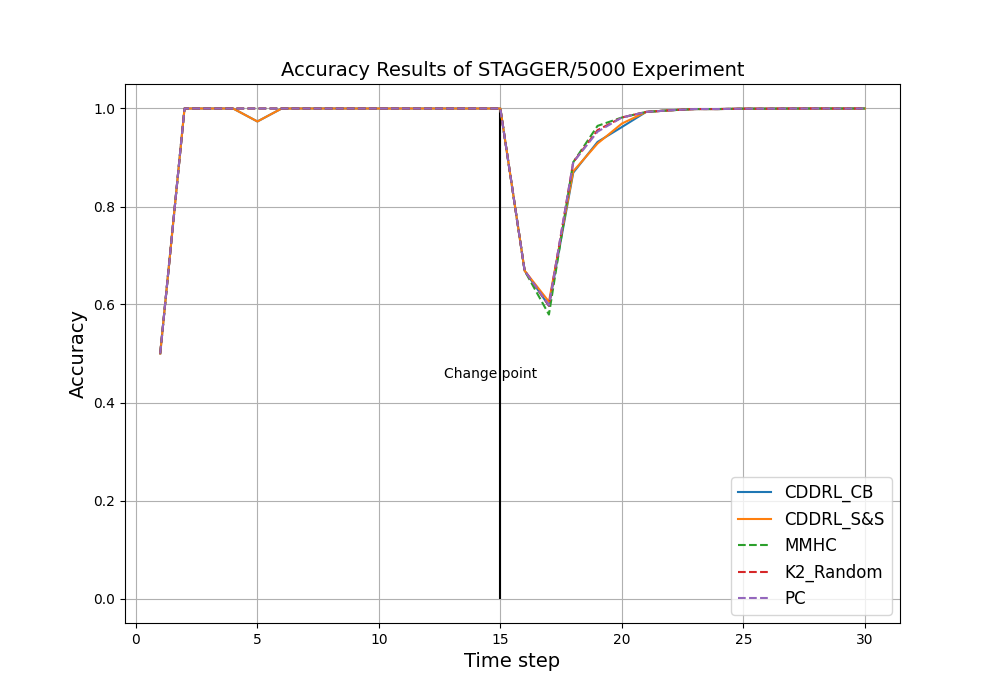 Accuracy Results of STAGGER/5000 Experiment
Accuracy
1.0
0.8
0.6
0.4
0.2
0.0
Change point
CDDRL_CB
CDDRL_S&S
MMHC
K2_Random
PC
0 5 10 15 20 25 30
Time step